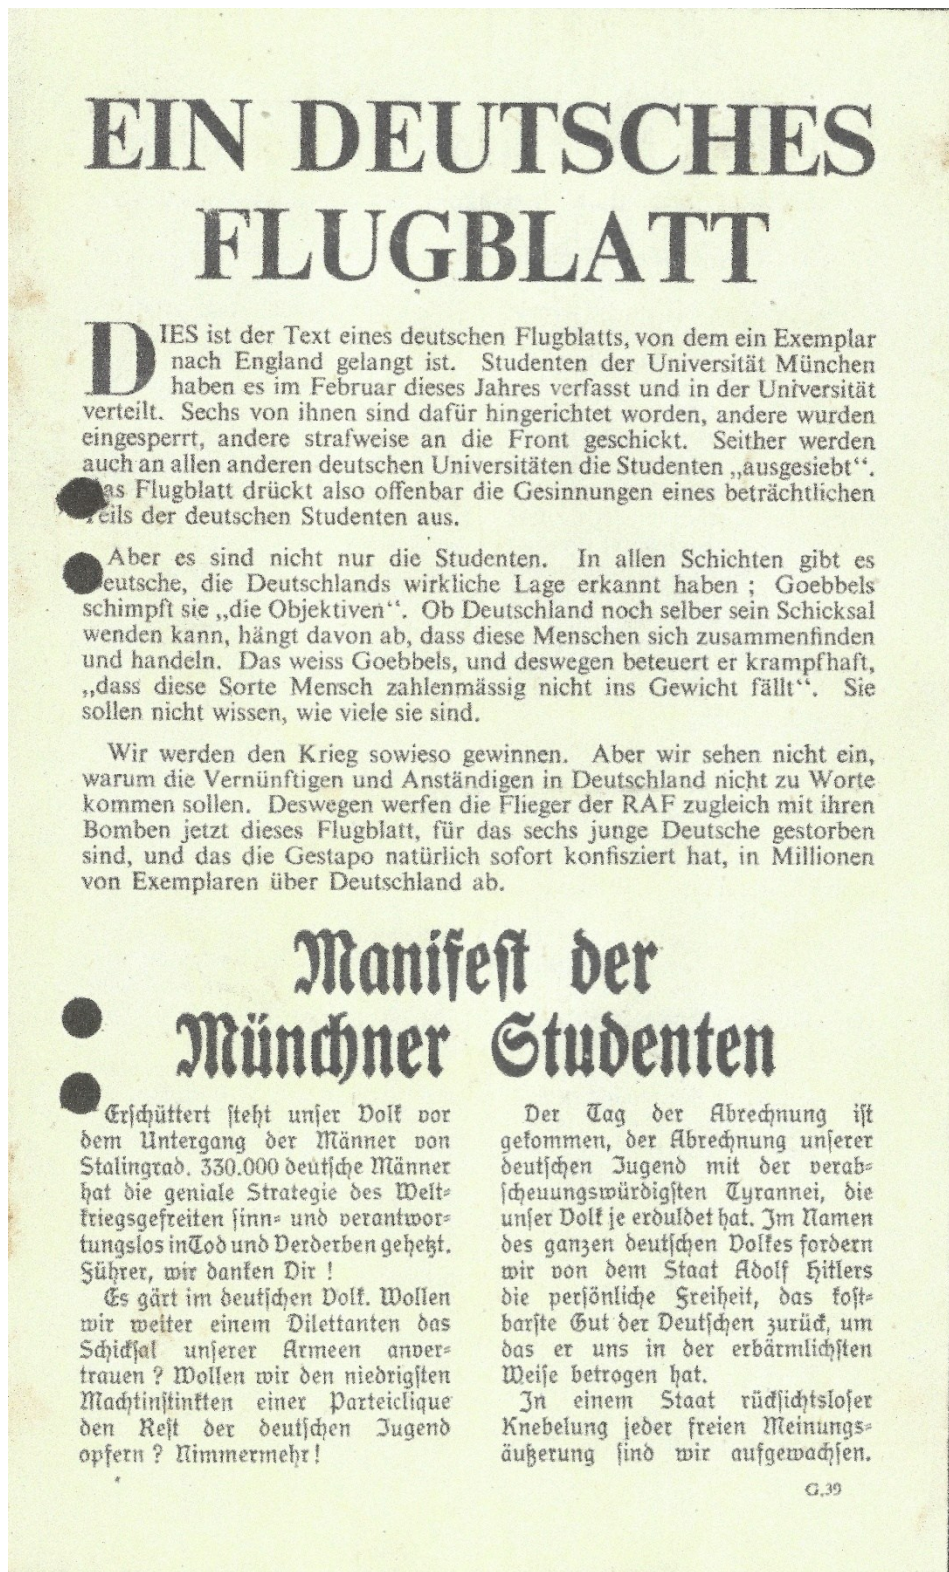 EIN DEUTSCHES
FLUGBLATT
DIES ist der Text eines deutschen Flugblatts, von dem ein Exemplar
nach England gelangt ist. Studenten der Universität München
haben es im Februar dieses Jahres verfasst und in der Universität
verteilt. Sechs von ihnen sind dafür hingerichtet worden, andere wurden
eingesperrt, andere strafweise an die Front geschickt. Seither werden
auch an allen anderen deutschen Universitäten die Studenten „ausgesiebt“.
Das Flugblatt drückt also offenbar die Gesinnungen eines beträchtlichen
Teils der deutschen Studenten aus.
Aber es sind nicht nur die Studenten. In allen Schichten gibt es
Deutsche, die Deutschlands wirkliche Lage erkannt haben ; Goebbels
schimpft sie „die Objektiven“. Ob Deutschland noch selber sein Schicksal
wenden kann, hängt davon ab, dass diese Menschen sich zusammenfinden
und handeln. Das weiss Goebbels, und deswegen beteuert er krampfhaft,
„dass diese Sorte Mensch zahlenmässig nicht ins Gewicht fällt“. Sie
sollen nicht wissen, wie viele sie sind.
Wir werden den Krieg sowieso gewinnen. Aber wir sehen nicht ein,
warum die Vernünftigen und Anständigen in Deutschland nicht zu Worte
kommen sollen. Deswegen werfen die Flieger der RAF zugleich mit ihren
Bomben jetzt dieses Flugblatt, für das sechs junge Deutsche gestorben
sind, und das die Gestapo natürlich sofort konfisziert hat, in Millionen
von Exemplaren über Deutschland ab.
Manifest der
Münchner Studenten
Erschüttert steht unser Volk vor
dem Untergang der Männer von
Stalingrad. 330.000 deutsche Männer
hat die geniale Strategie des Welt-
kriegsgefreiten sinn- und verantwor-
tungslos in Tod und Verderben gehetzt.
Führer, wir danken Dir !
Es gärt im deutschen Volk. Wollen
wir weiter einem Dilettanten das
Schicksal unserer Armeen anver-
trauen ? Wollen wir den niedrigsten
Machtinstinkten einer Parteiclique
den Rest der deutschen Jugend
opfern ? Nimmermehr !
Der Tag der Abrechnung ist
gekommen, der Abrechnung unserer
deutschen Jugend mit der verab-
scheuungswürdigsten Tyrannei, die
unser Volk je erduldet hat. Im Namen
des ganzen deutschen Volkes fordern
wir von dem Staat Adolf Hitlers
die persönliche Freiheit, das kost-
barste Gut der Deutschen zurück, um
das er uns in der erbärmlichsten
Weise betrogen hat.
In einem Staat rücksichtsloser
Knebelung jeder freien Meinungs-
äußerung sind wir aufgewachsen.
G.39